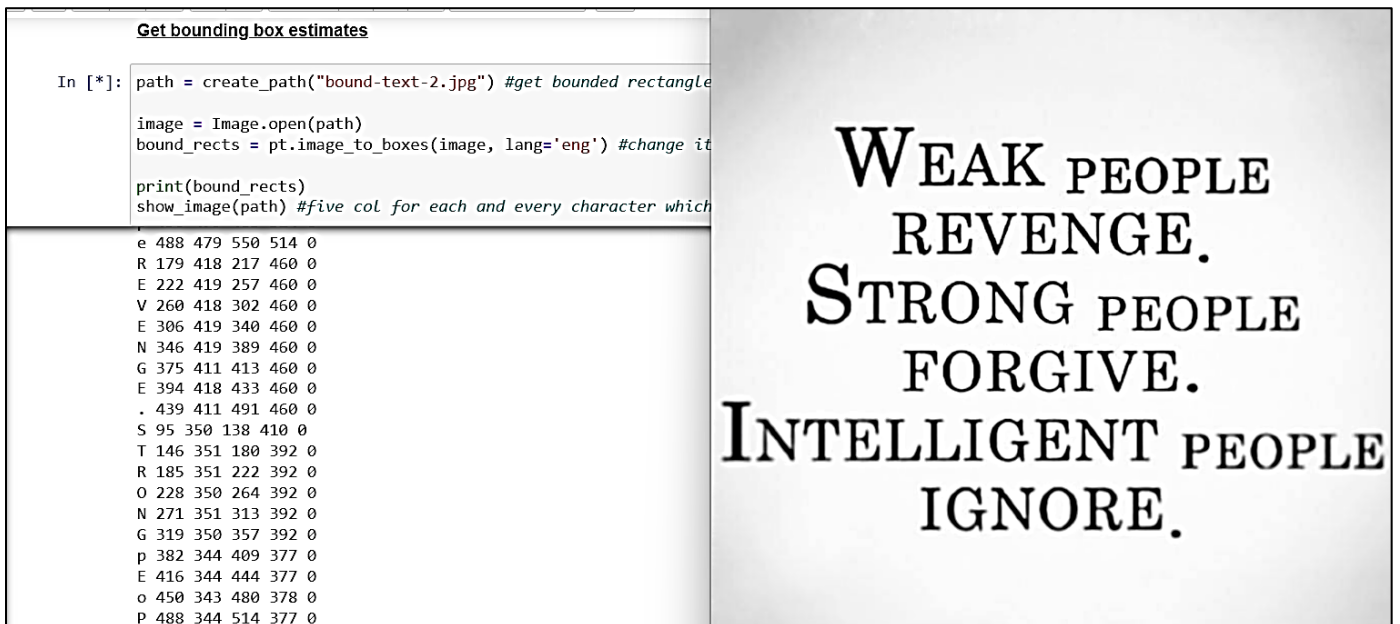 Get bounding box estimates
In [*]: path = create_path("bound-text-2.jpg") #get bounded rectangle
image = Image.open(path)
bound_rects = pt.image_to_boxes(image, lang='eng') #change it
print(bound_rects)
show_image(path) #five col for each and every character which
e 488 479 550 514 0
R 179 418 217 460 0
E 222 419 257 460 0
V 260 418 302 460 0
E 306 419 340 460 0
N 346 419 389 460 0
G 375 411 413 460 0
E 394 418 433 460 0
. 439 411 491 460 0
S 95 350 138 410 0
T 146 351 180 392 0
R 185 351 222 392 0
O 228 350 264 392 0
N 271 351 313 392 0
G 319 350 357 392 0
p 382 344 409 377 0
E 416 344 444 377 0
o 450 343 480 378 0
P 488 344 514 377 0
WEAK PEOPLE
REVENGE.
STRONG PEOPLE
FORGIVE.
INTELLIGENT PEOPLE
IGNORE.